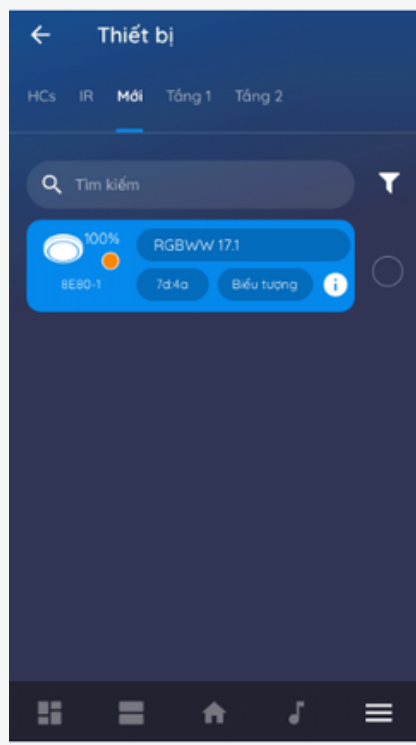 Thiết bị
HCs IR Mới Tầng 1 Tầng 2
Tìm kiếm
100% RGBWW 17.1
8E80-1 7d:4a Biểu tượng i